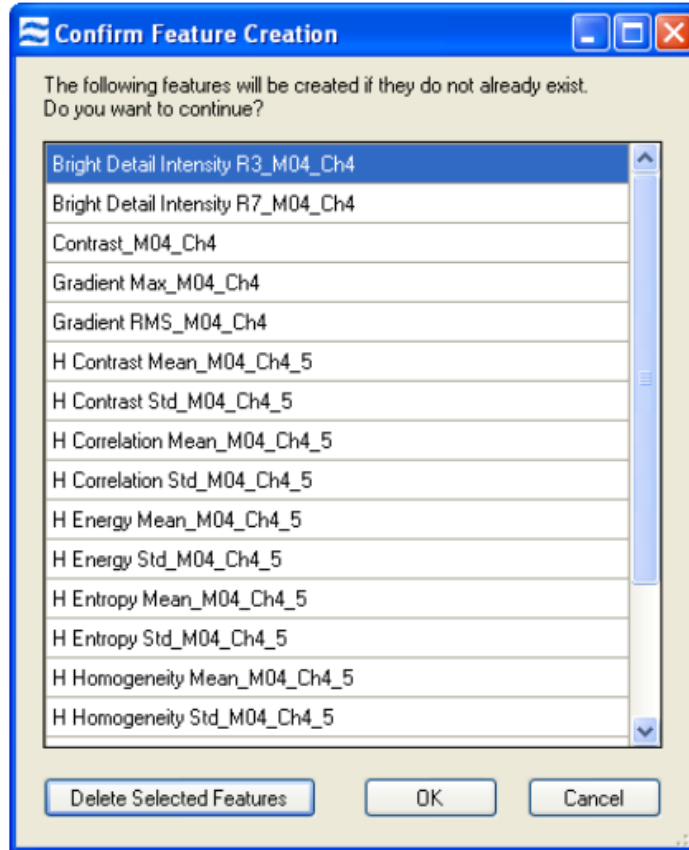 Confirm Feature Creation
The following features will be created if they do not already exist.
Do you want to continue?
Bright Detail Intensity R3_M04_Ch4
Bright Detail Intensity R7_M04_Ch4
Contrast_M04_Ch4
Gradient Max_M04_Ch4
Gradient RMS_M04_Ch4
H Contrast Mean_M04_Ch4_5
H Contrast Std_M04_Ch4_5
H Correlation Mean_M04_Ch4_5
H Correlation Std_M04_Ch4_5
H Energy Mean_M04_Ch4_5
H Energy Std_M04_Ch4_5
H Entropy Mean_M04_Ch4_5
H Entropy Std_M04_Ch4_5
H Homogeneity Mean_M04_Ch4_5
H Homogeneity Std_M04_Ch4_5
Delete Selected Features OK Cancel